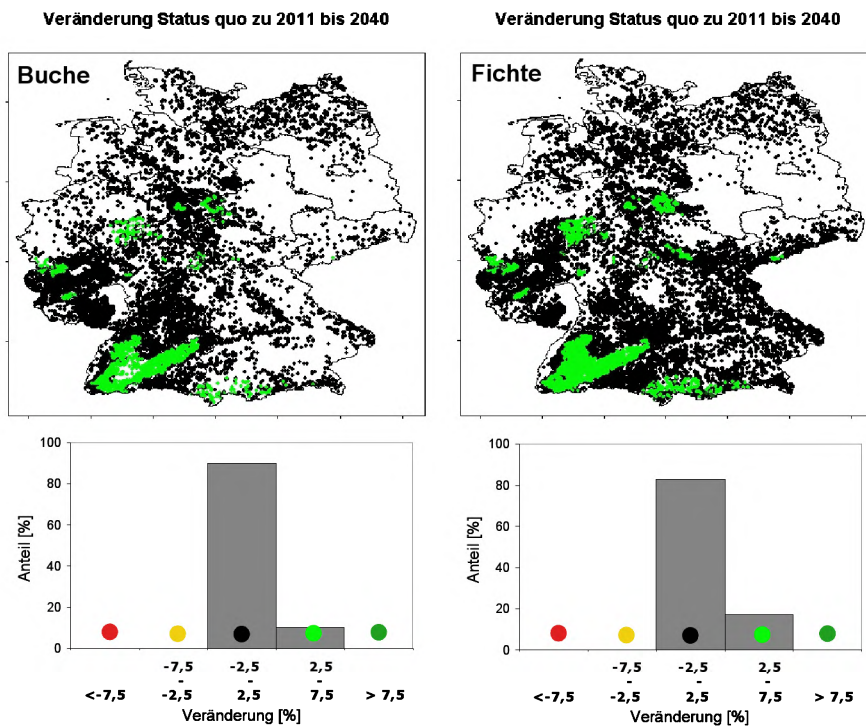 Veränderung Status quo zu 2011 bis 2040
Buche
100
80
60
40
20
0
Anteil [%]
<-7,5
-7,5 - -2,5
-2,5 - 2,5
2,5 - 7,5
> 7,5
Veränderung [%]
Veränderung Status quo zu 2011 bis 2040
Fichte
100
80
60
40
20
0
Anteil [%]
<-7,5
-7,5 - -2,5
-2,5 - 2,5
2,5 - 7,5
> 7,5
Veränderung [%]